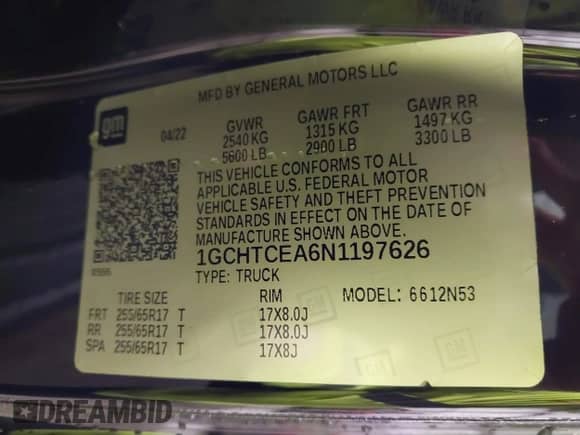 MFD BY GENERAL MOTORS LLC
gm
04/22
GVWR GAWR FRT GAWR RR
2540 KG 1315 KG 1497 KG
5600 LB 2900 LB 3300 LB
THIS VEHICLE CONFORMS TO ALL
APPLICABLE U.S. FEDERAL MOTOR
VEHICLE SAFETY AND THEFT PREVENTION
STANDARDS IN EFFECT ON THE DATE OF
MANUFACTURE SHOWN ABOVE.
1GCHTCEA6N1197626
TYPE: TRUCK
TIRE SIZE RIM MODEL: 6612N53
FRT 255/65R17 T 17X8.0J
RR 255/65R17 T 17X8.0J
SPA 255/65R17 T 17X8J
DREAMBID